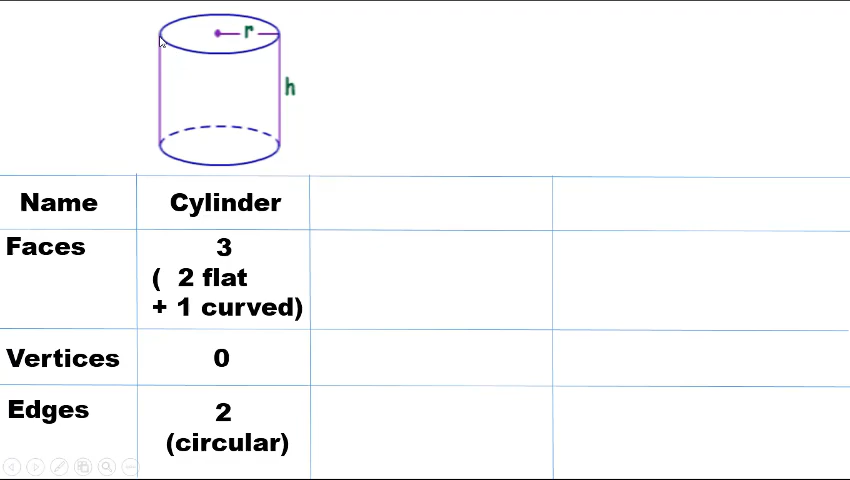 r
h
Name Cylinder
Faces 3
( 2 flat
+ 1 curved)
Vertices 0
Edges 2
(circular)